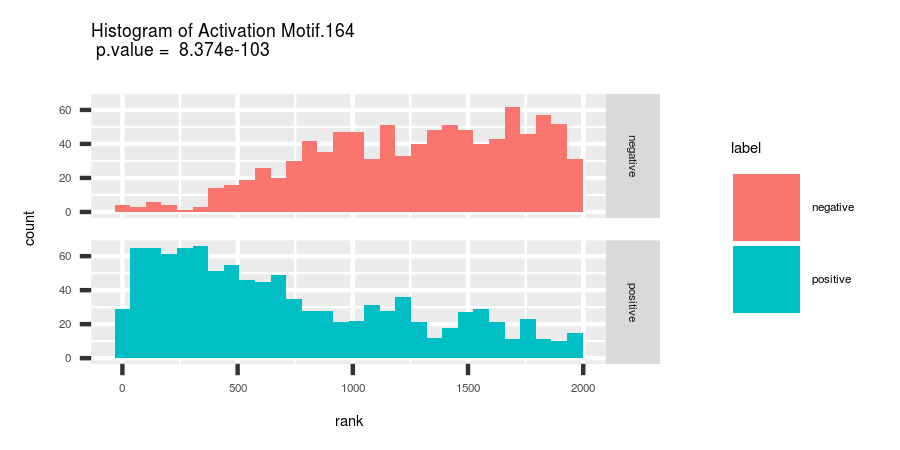 Histogram of Activation Motif.164
p.value = 8.374e-103
count
60
40
20
0
negative
60
40
20
0
positive
0 500 1000 1500 2000
rank
label
negative
positive